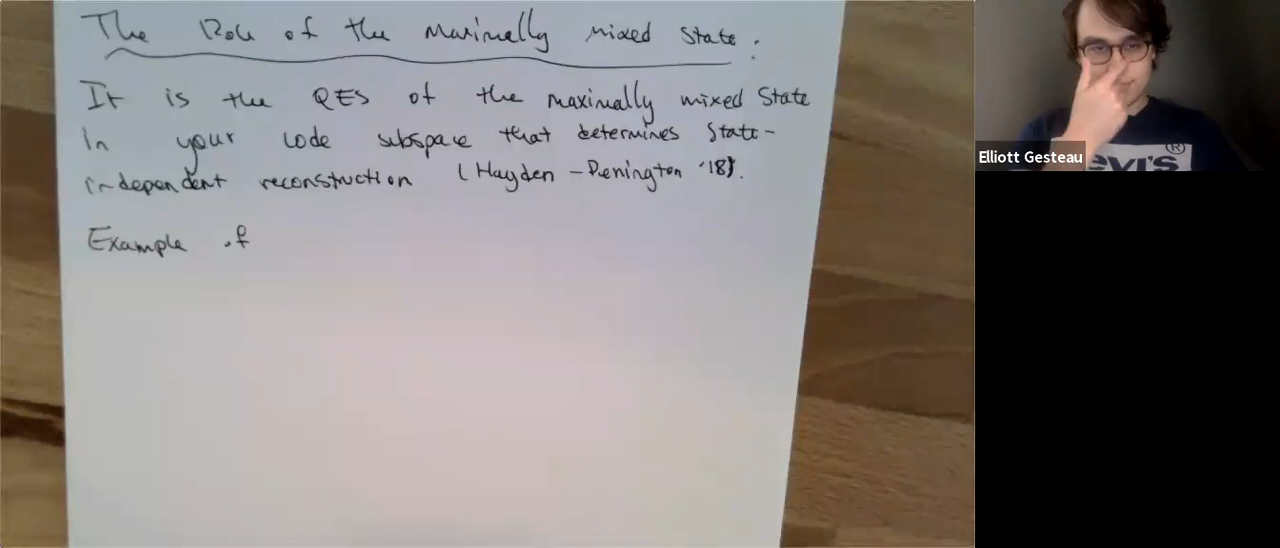 The Role of the maximally mixed state:
It is the QES of the maximally mixed state
in your code subspace that determines state-
independent reconstruction (Hayden-Penington '18).
Example of
Elliott Gesteau
evi's®